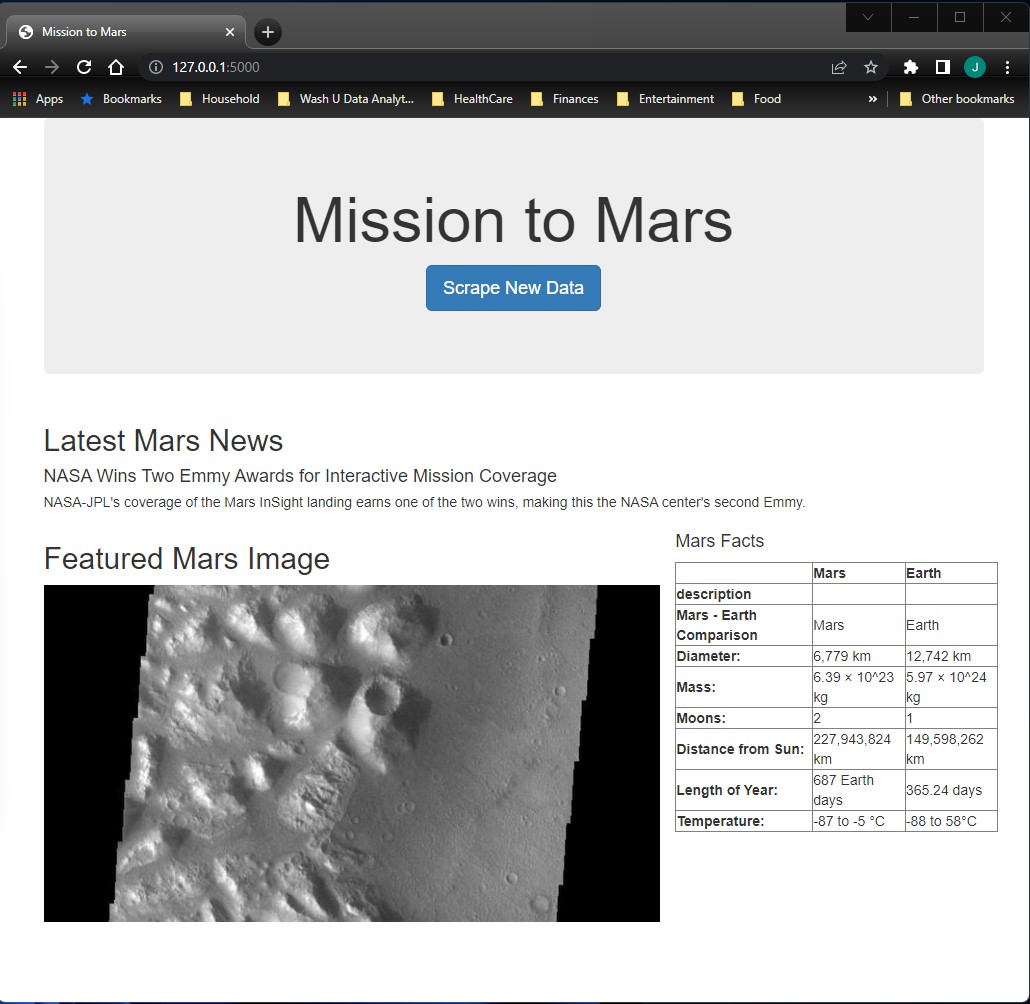 Mission to Mars
127.0.0.1:5000
J
Apps Bookmarks Household Wash U Data Analyt... HealthCare Finances Entertainment Food » Other bookmarks
Mission to Mars
Scrape New Data
Latest Mars News
NASA Wins Two Emmy Awards for Interactive Mission Coverage
NASA-JPL's coverage of the Mars InSight landing earns one of the two wins, making this the NASA center's second Emmy.
Featured Mars Image
Mars Facts
Mars Earth
description
Mars - Earth
Comparison
Mars Earth
Diameter: 6,779 km 12,742 km
Mass: 6.39 × 10^23
kg
5.97 × 10^24
kg
Moons: 2 1
Distance from Sun: 227,943,824
km
149,598,262
km
Length of Year: 687 Earth
days
365.24 days
Temperature: -87 to -5 °C -88 to 58°C